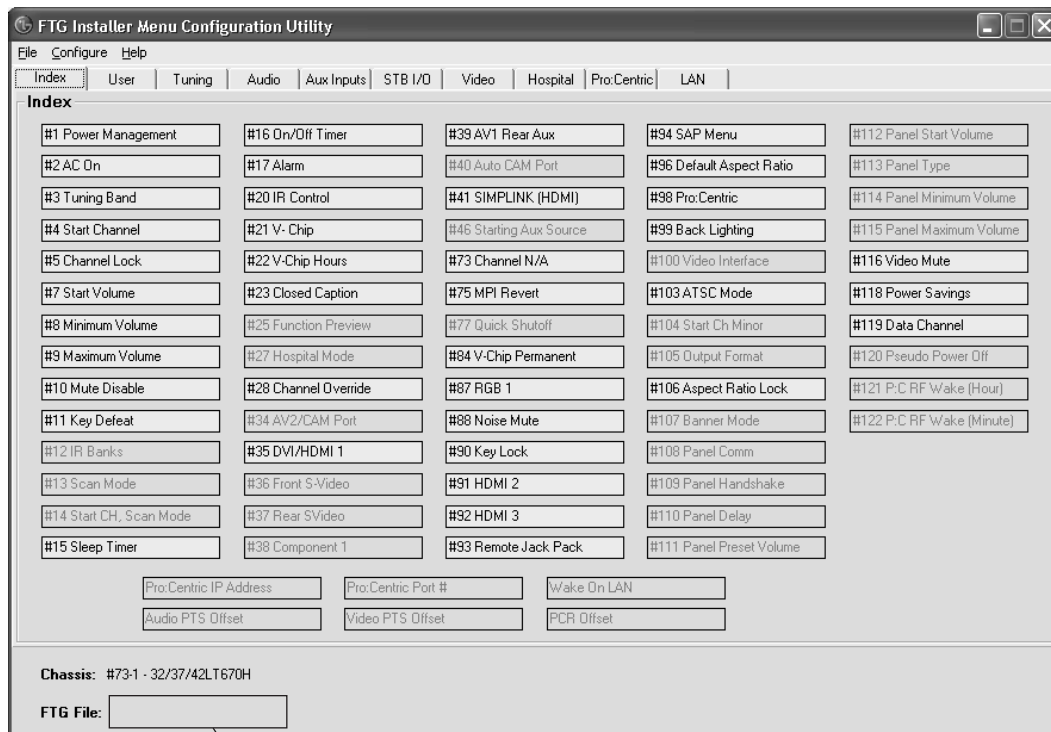 FTG Installer Menu Configuration Utility
File Configure Help
Index User Tuning Audio Aux Inputs STB I/O Video Hospital Pro:Centric LAN
Index
#1 Power Management #16 On/Off Timer #39 AV1 Rear Aux #94 SAP Menu #112 Panel Start Volume
#2 AC On #17 Alarm #40 Auto CAM Port #96 Default Aspect Ratio #113 Panel Type
#3 Tuning Band #20 IR Control #41 SIMPLINK (HDMI) #98 Pro:Centric #114 Panel Minimum Volume
#4 Start Channel #21 V- Chip #46 Starting Aux Source #99 Back Lighting #115 Panel Maximum Volume
#5 Channel Lock #22 V-Chip Hours #73 Channel N/A #100 Video Interface #116 Video Mute
#7 Start Volume #23 Closed Caption #75 MPI Revert #103 ATSC Mode #118 Power Savings
#8 Minimum Volume #25 Function Preview #77 Quick Shutoff #104 Start Ch Minor #119 Data Channel
#9 Maximum Volume #27 Hospital Mode #84 V-Chip Permanent #105 Output Format #120 Pseudo Power Off
#10 Mute Disable #28 Channel Override #87 RGB 1 #106 Aspect Ratio Lock #121 P:C RF Wake (Hour)
#11 Key Defeat #34 AV2/CAM Port #88 Noise Mute #107 Banner Mode #122 P:C RF Wake (Minute)
#12 IR Banks #35 DVI/HDMI 1 #90 Key Lock #108 Panel Comm
#13 Scan Mode #36 Front S-Video #91 HDMI 2 #109 Panel Handshake
#14 Start CH, Scan Mode #37 Rear SVideo #92 HDMI 3 #110 Panel Delay
#15 Sleep Timer #38 Component 1 #93 Remote Jack Pack #111 Panel Preset Volume
Pro:Centric IP Address Pro:Centric Port # Wake On LAN
Audio PTS Offset Video PTS Offset PCR Offset
Chassis: #73-1 - 32/37/42LT670H
FTG File: